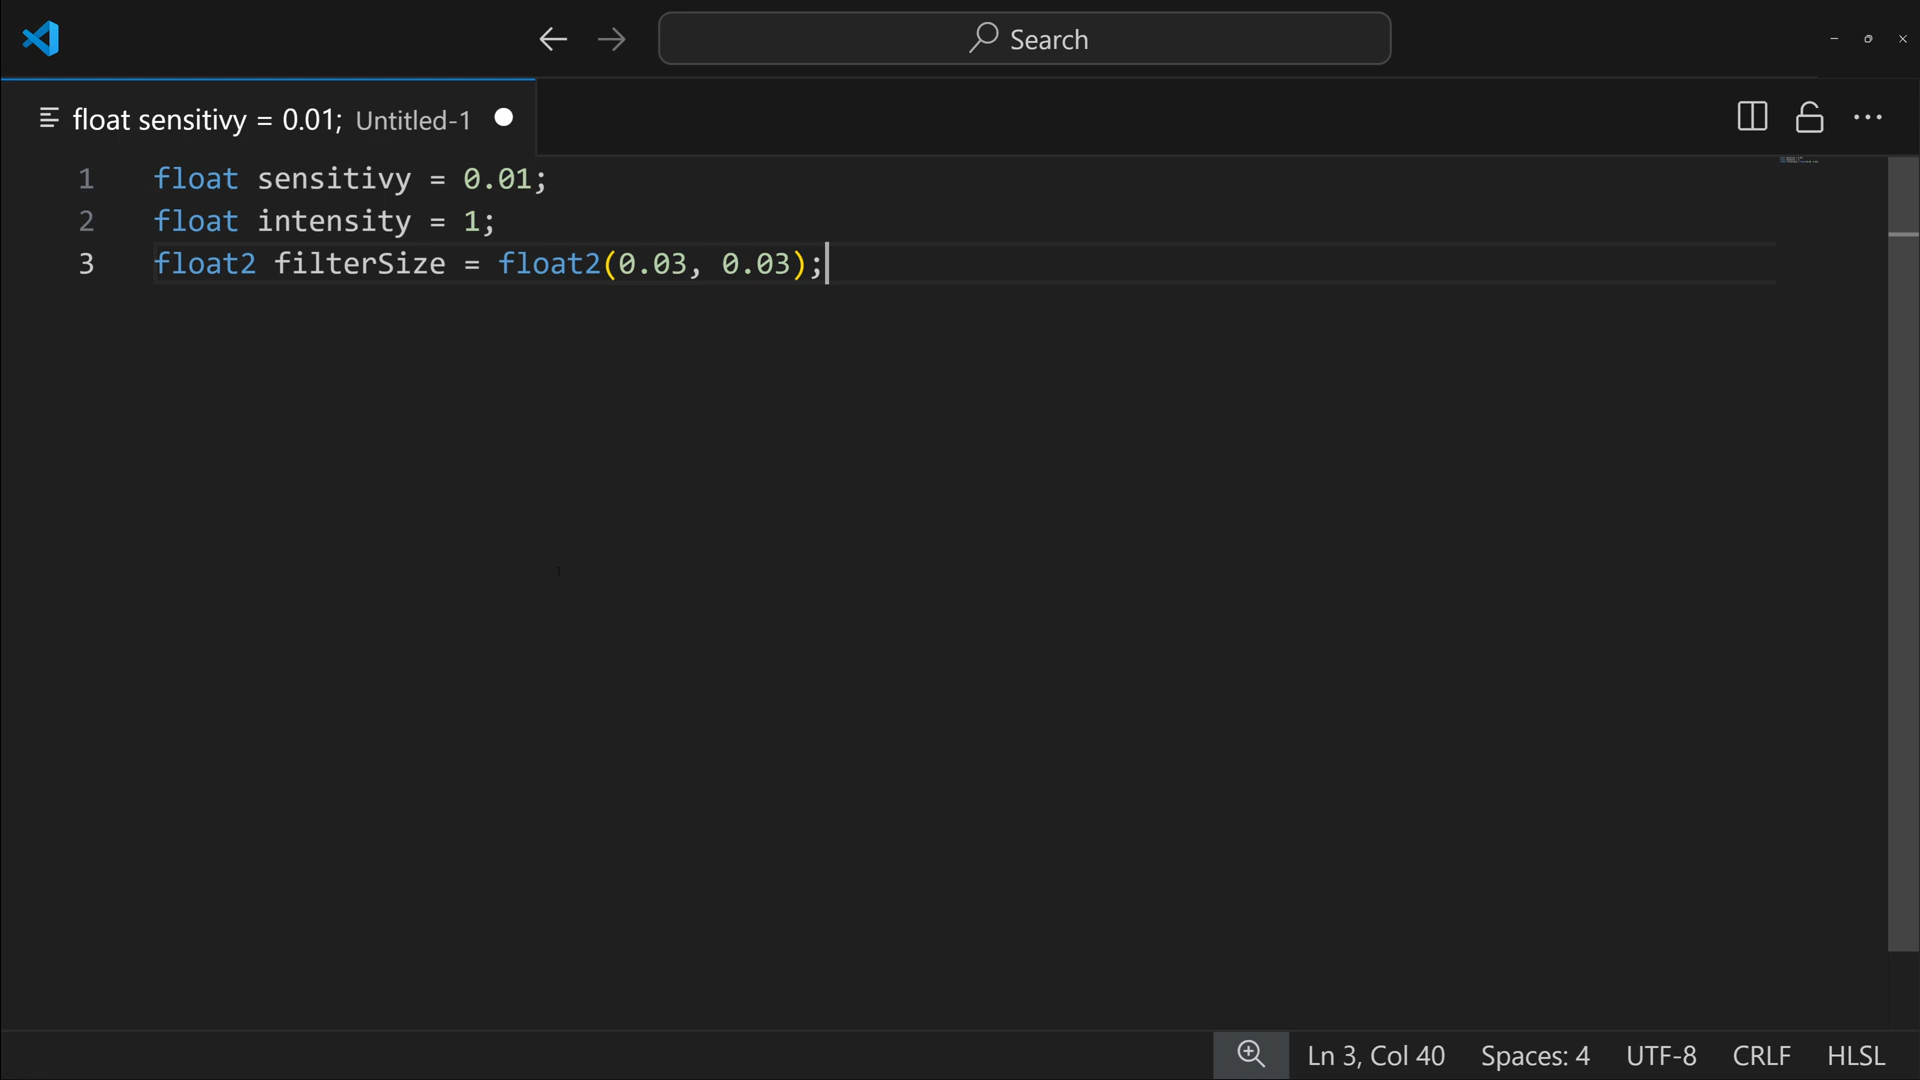 Search
float sensitivy = 0.01; Untitled-1
1 float sensitivy = 0.01;
2 float intensity = 1;
3 float2 filterSize = float2(0.03, 0.03);
Ln 3, Col 40 Spaces: 4 UTF-8 CRLF HLSL